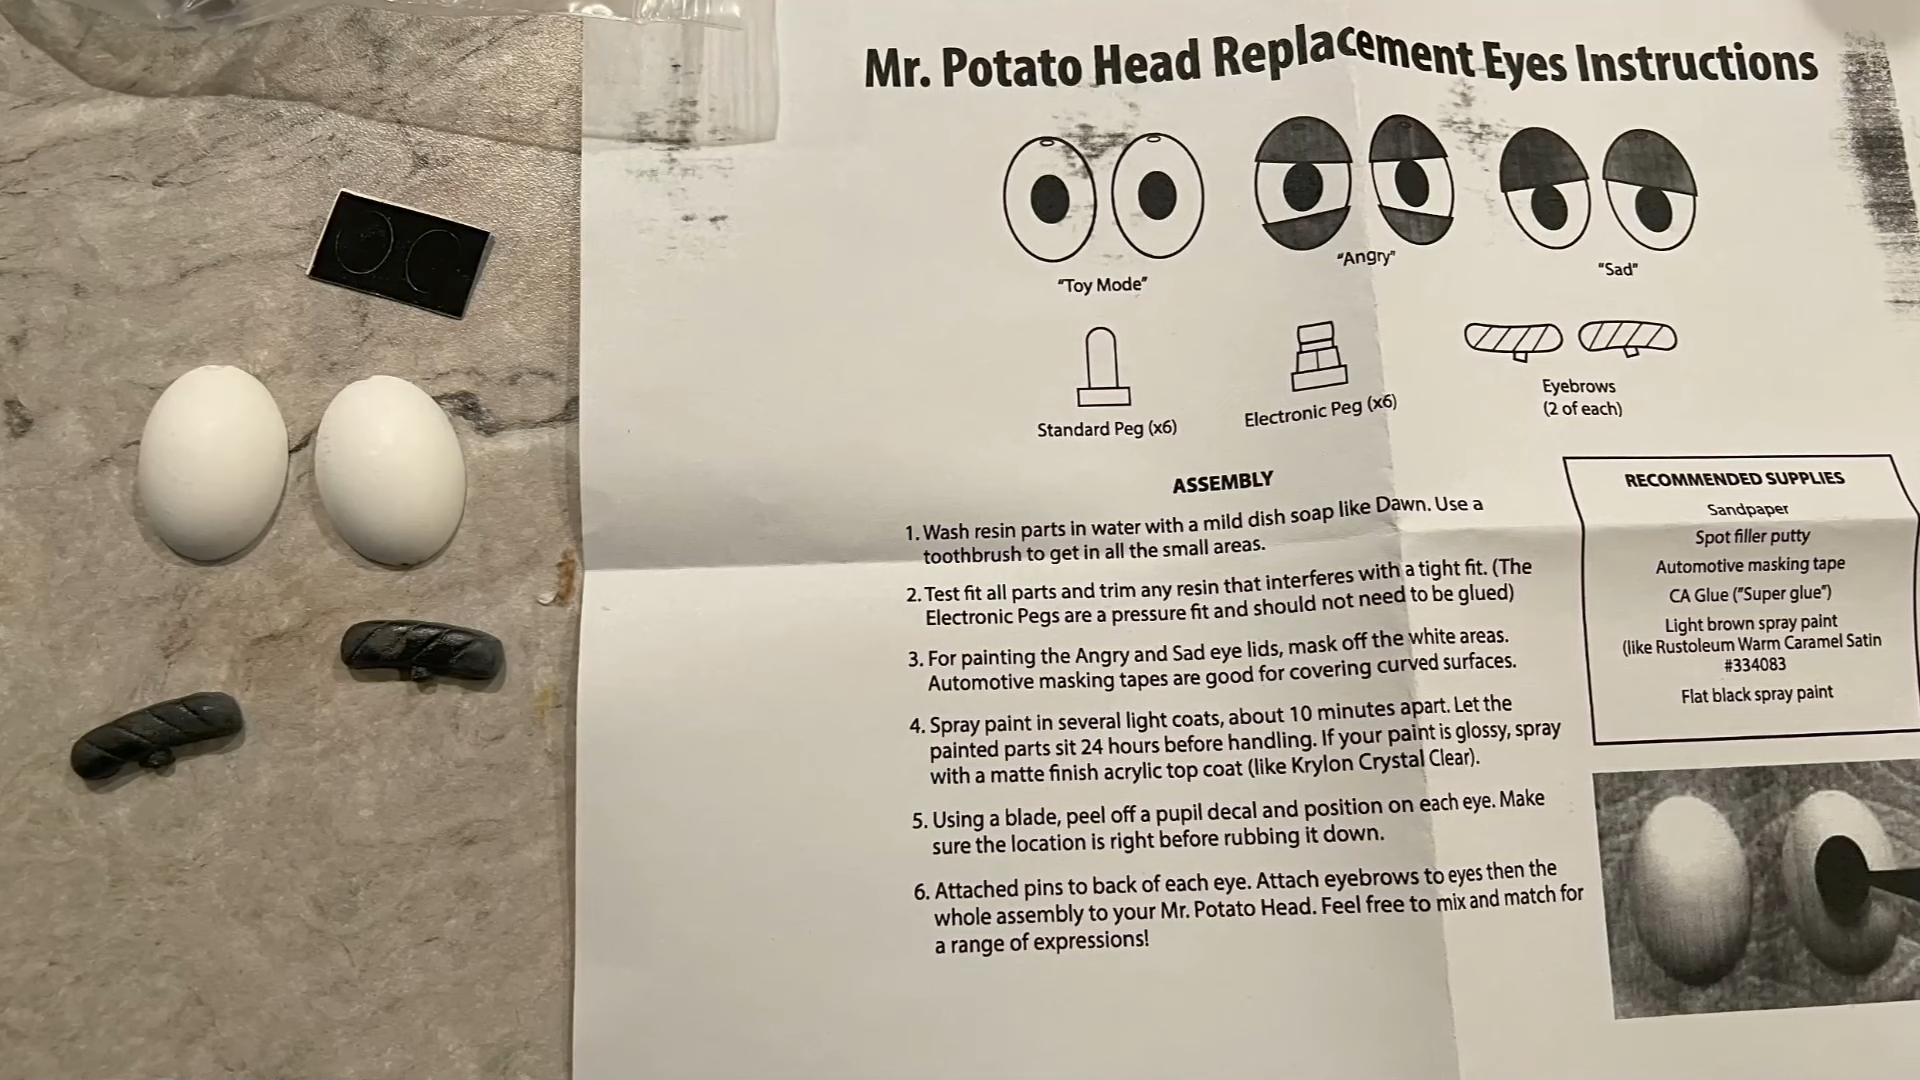 Mr. Potato Head Replacement Eyes Instructions
"Toy Mode"
"Angry"
"Sad"
Standard Peg (x6)
Electronic Peg (x6)
Eyebrows
(2 of each)
ASSEMBLY
1. Wash resin parts in water with a mild dish soap like Dawn. Use a
toothbrush to get in all the small areas.
2. Test fit all parts and trim any resin that interferes with a tight fit. (The
Electronic Pegs are a pressure fit and should not need to be glued)
3. For painting the Angry and Sad eye lids, mask off the white areas.
Automotive masking tapes are good for covering curved surfaces.
4. Spray paint in several light coats, about 10 minutes apart. Let the
painted parts sit 24 hours before handling. If your paint is glossy, spray
with a matte finish acrylic top coat (like Krylon Crystal Clear).
5. Using a blade, peel off a pupil decal and position on each eye. Make
sure the location is right before rubbing it down.
6. Attached pins to back of each eye. Attach eyebrows to eyes then the
whole assembly to your Mr. Potato Head. Feel free to mix and match for
a range of expressions!
RECOMMENDED SUPPLIES
Sandpaper
Spot filler putty
Automotive masking tape
CA Glue ("Super glue")
Light brown spray paint
(like Rustoleum Warm Caramel Satin
#334083
Flat black spray paint